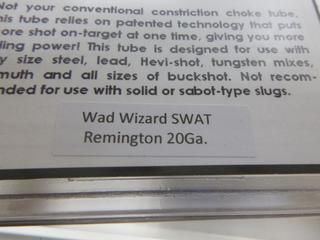 Not your conventional constriction choke tube,
this tube relies on patented technology that puts
more shot on-target at one time, giving you more
ling power! This tube is designed for use with
y size steel, lead, Hevi-shot, tungsten mixes,
muth and all sizes of buckshot. Not recom-
nded for use with solid or sabot-type slugs.
Wad Wizard SWAT
Remington 20Ga.